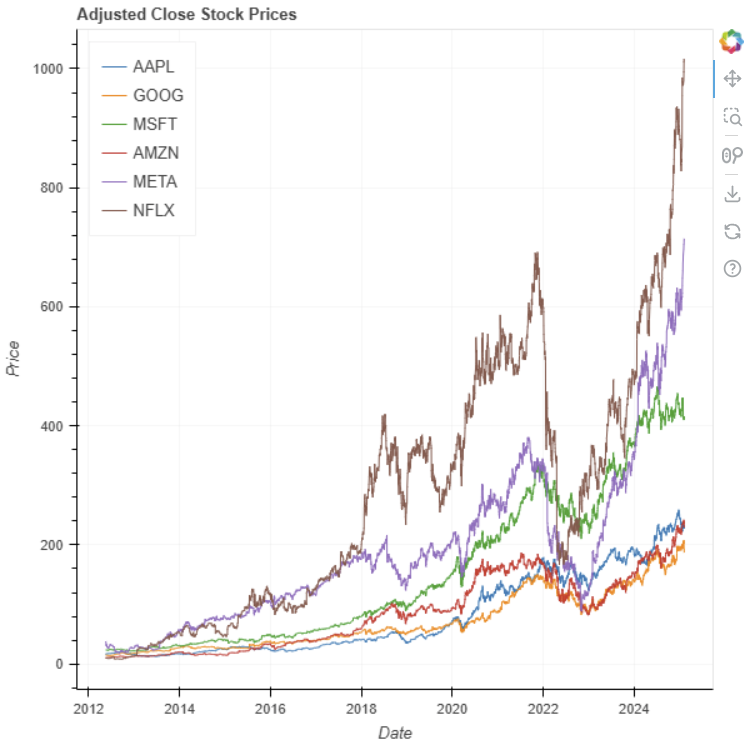 Adjusted Close Stock Prices
AAPL
GOOG
MSFT
AMZN
META
NFLX
Price
1000
800
600
400
200
0
2012 2014 2016 2018 2020 2022 2024
Date